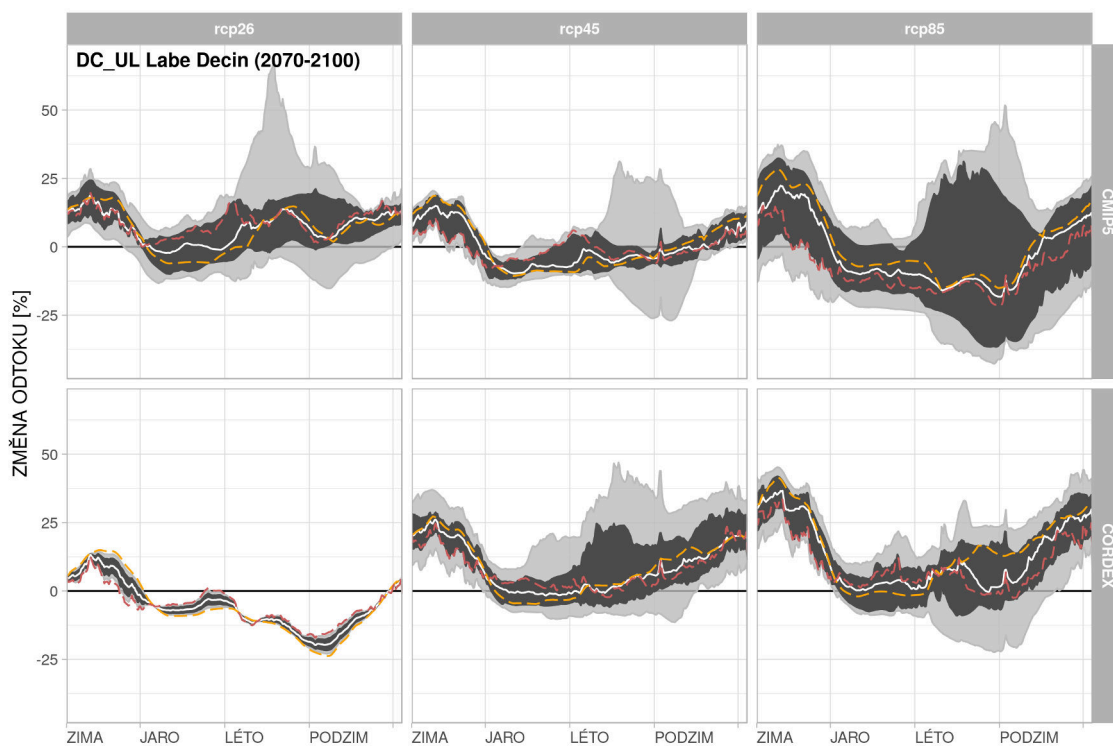 rcp26 rcp45 rcp85
DC_UL Labe Decin (2070-2100)
50
25
0
-25
CMIP5
ZMĚNA ODTOKU [%]
50
25
0
-25
CORDEX
ZIMA JARO LÉTO PODZIM ZIMA JARO LÉTO PODZIM ZIMA JARO LÉTO PODZIM